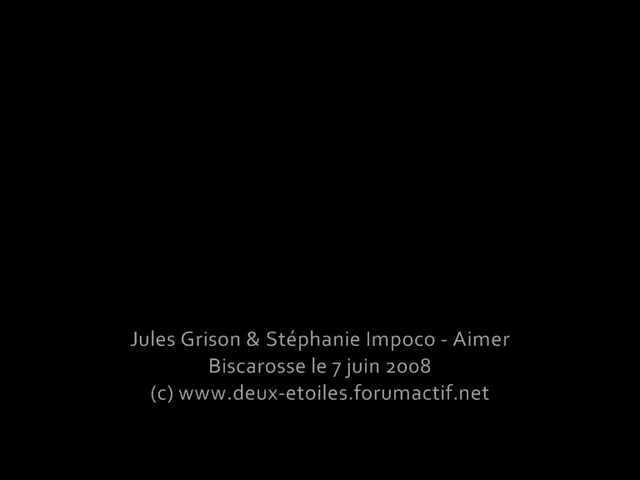 Jules Grison & Stéphanie Impoco - Aimer
Biscarosse le 7 juin 2008
(c) www.deux-etoiles.forumactif.net